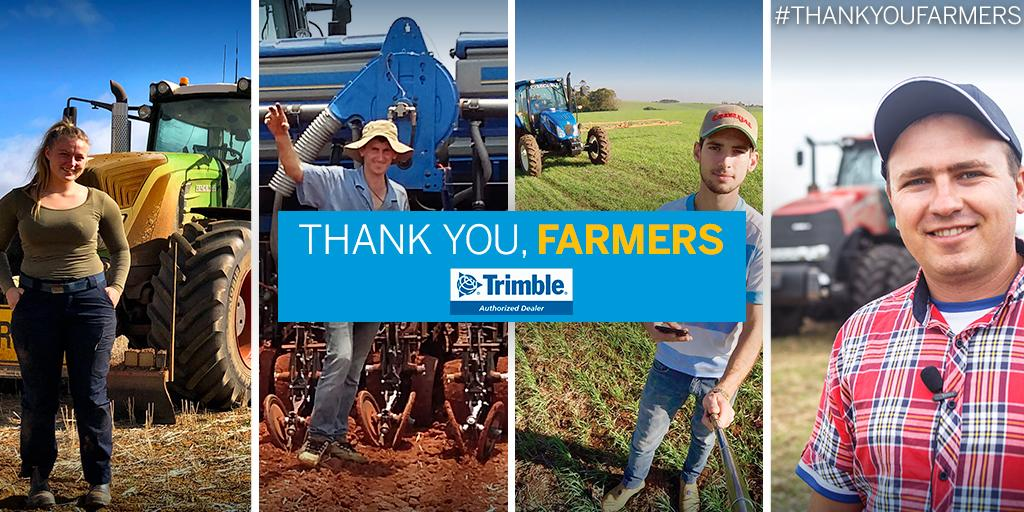 #THANKYOUFARMERS
THANK YOU, FARMERS
Trimble®
Authorized Dealer